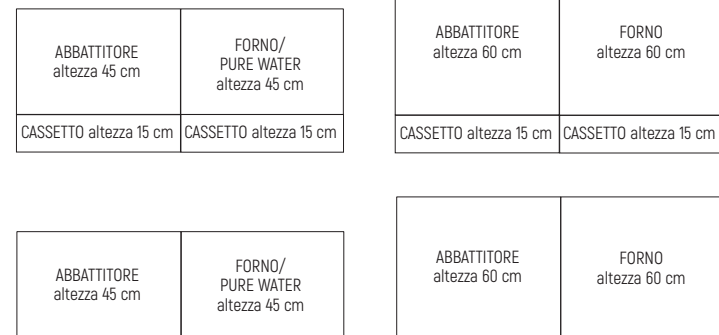 ABBATTITORE
altezza 45 cm
FORNO/
PURE WATER
altezza 45 cm
CASSETTO altezza 15 cm
CASSETTO altezza 15 cm
ABBATTITORE
altezza 60 cm
FORNO
altezza 60 cm
CASSETTO altezza 15 cm
CASSETTO altezza 15 cm
ABBATTITORE
altezza 45 cm
FORNO/
PURE WATER
altezza 45 cm
ABBATTITORE
altezza 60 cm
FORNO
altezza 60 cm